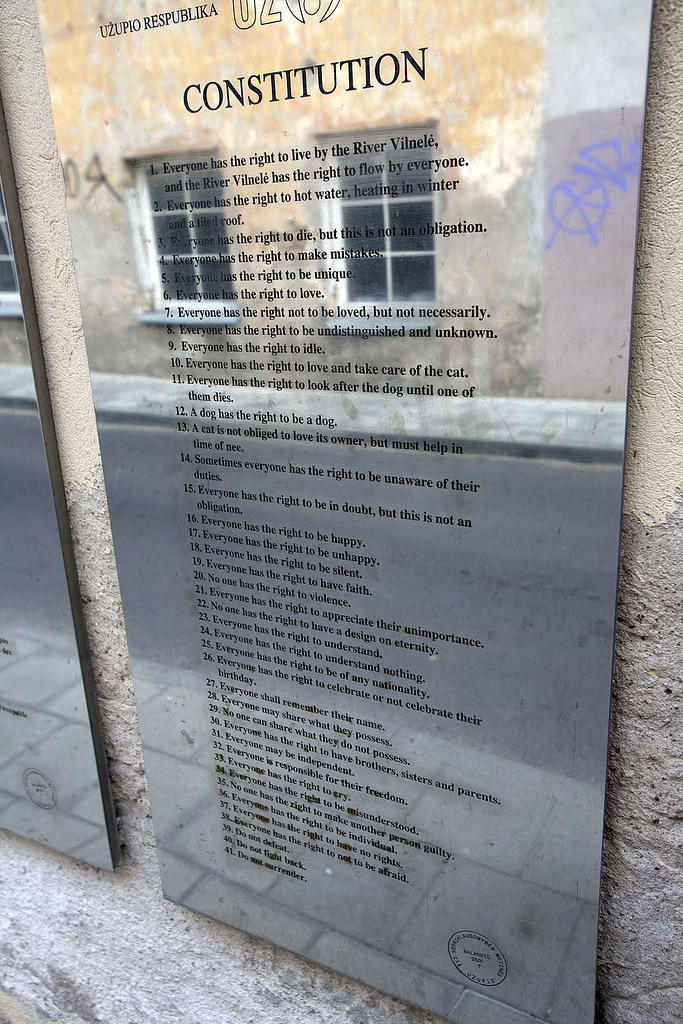 UŽUPIO RESPUBLIKA
UŽ(8)
CONSTITUTION
1. Everyone has the right to live by the River Vilnelé,
and the River Vilnelé has the right to flow by everyone.
2. Everyone has the right to hot water, heating in winter
and a tiled roof.
3. Everyone has the right to die, but this is not an obligation.
4. Everyone has the right to make mistakes.
5. Everyone has the right to be unique.
6. Everyone has the right to love.
7. Everyone has the right not to be loved, but not necessarily.
8. Everyone has the right to be undistinguished and unknown.
9. Everyone has the right to idle.
10. Everyone has the right to love and take care of the cat.
11. Everyone has the right to look after the dog until one of
them dies.
12. A dog has the right to be a dog.
13. A cat is not obliged to love its owner, but must help in
time of nee.
14. Sometimes everyone has the right to be unaware of their
duties.
15. Everyone has the right to be in doubt, but this is not an
obligation.
16. Everyone has the right to be happy.
17. Everyone has the right to be unhappy.
18. Everyone has the right to be silent.
19. Everyone has the right to have faith.
20. No one has the right to violence.
21. Everyone has the right to appreciate their unimportance.
22. No one has the right to have a design on eternity.
23. Everyone has the right to understand.
24. Everyone has the right to understand nothing.
25. Everyone has the right to be of any nationality.
26. Everyone has the right to celebrate or not celebrate their
birthday.
27. Everyone shall remember their name.
28. Everyone may share what they possess.
29. No one can share what they do not possess.
30. Everyone has the right to have brothers, sisters and parents.
31. Everyone may be independent.
32. Everyone is responsible for their freedom.
33. Everyone has the right to cry.
34. Everyone has the right to be misunderstood.
35. No one has the right to make another person guilty.
36. Everyone has the right to be individual.
37. Everyone has the right to have no rights.
38. Everyone has the right to not to be afraid.
39. Do not defeat.
40. Do not fight back.
41. Do not surrender.
BALANDIS
2001